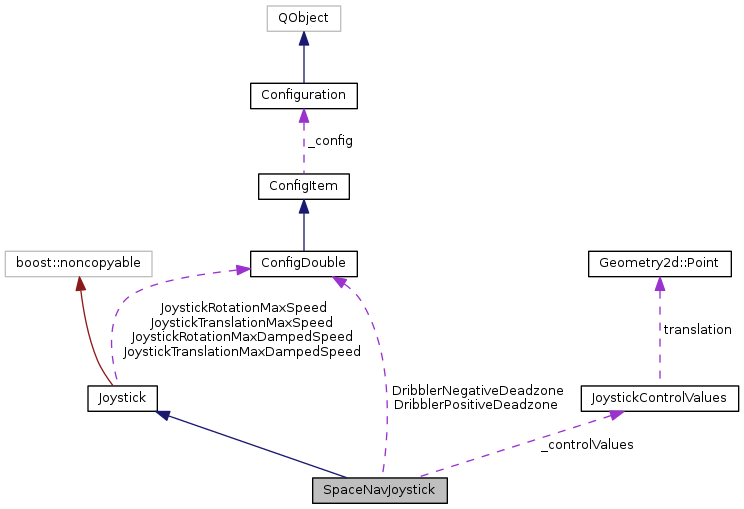 QObject
Configuration
_config
ConfigItem
boost::noncopyable
ConfigDouble
Geometry2d::Point
JoystickRotationMaxSpeed
JoystickTranslationMaxSpeed
JoystickRotationMaxDampedSpeed
JoystickTranslationMaxDampedSpeed
translation
Joystick
DribblerNegativeDeadzone
DribblerPositiveDeadzone
JoystickControlValues
_controlValues
SpaceNavJoystick